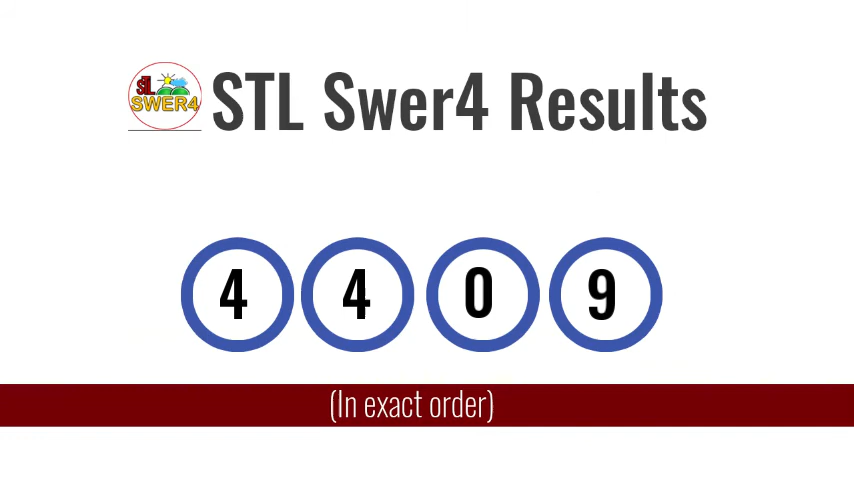 STL
SWER4
STL Swer4 Results
4 4 0 9
(In exact order)